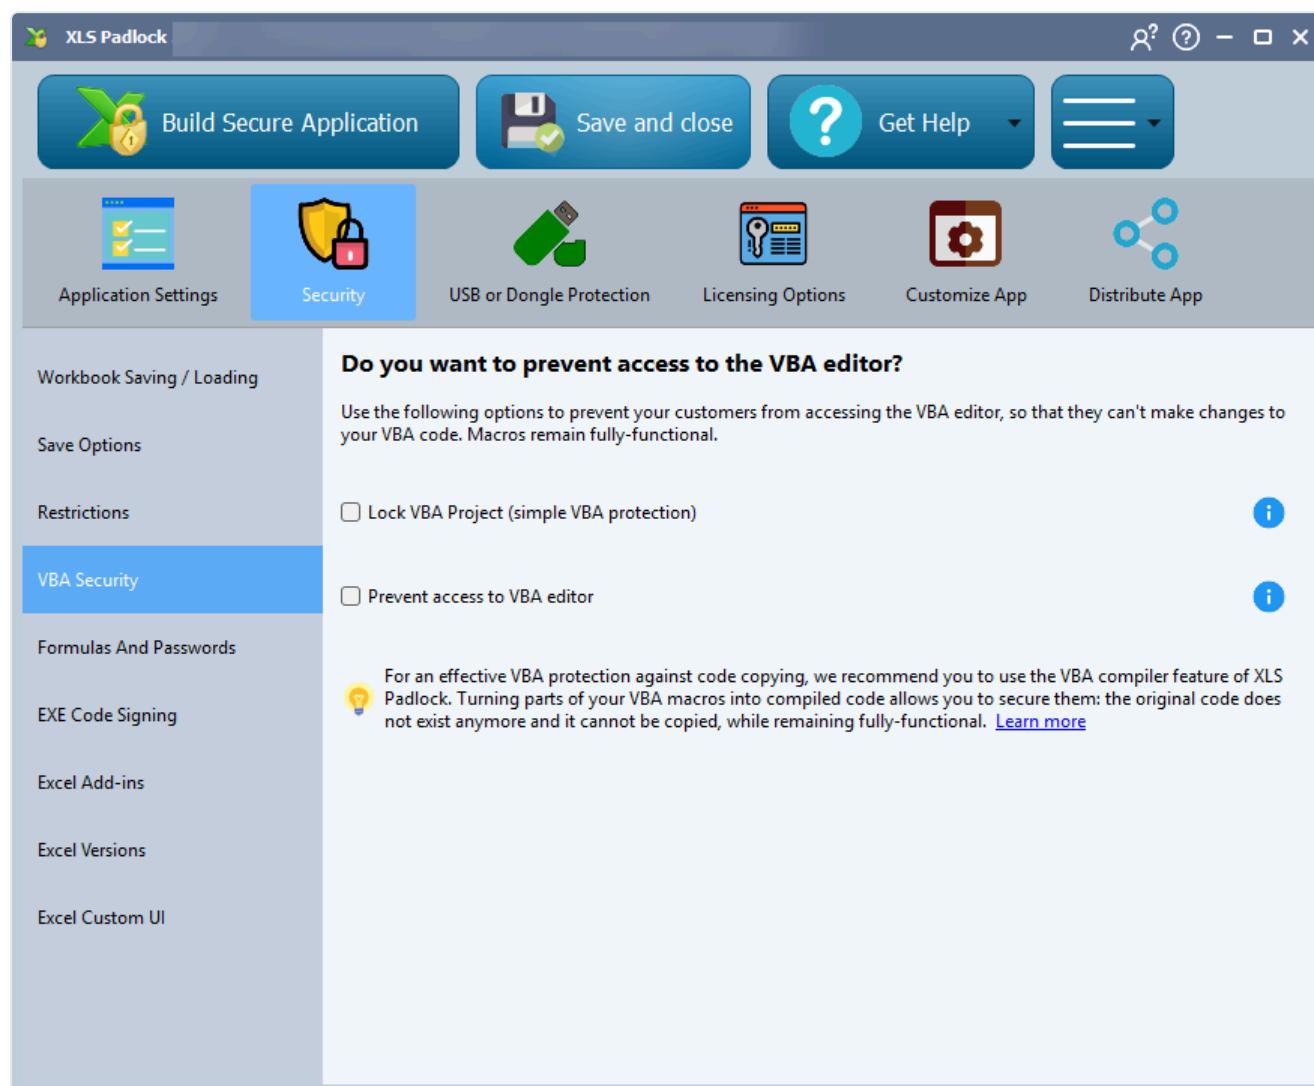 XLS Padlock
Build Secure Application
Save and close
Get Help
Application Settings
Security
USB or Dongle Protection
Licensing Options
Customize App
Distribute App
Workbook Saving / Loading
Save Options
Restrictions
VBA Security
Formulas And Passwords
EXE Code Signing
Excel Add-ins
Excel Versions
Excel Custom UI
Do you want to prevent access to the VBA editor?
Use the following options to prevent your customers from accessing the VBA editor, so that they can't make changes to
your VBA code. Macros remain fully-functional.
Lock VBA Project (simple VBA protection)
Prevent access to VBA editor
For an effective VBA protection against code copying, we recommend you to use the VBA compiler feature of XLS
Padlock. Turning parts of your VBA macros into compiled code allows you to secure them: the original code does
not exist anymore and it cannot be copied, while remaining fully-functional. Learn more